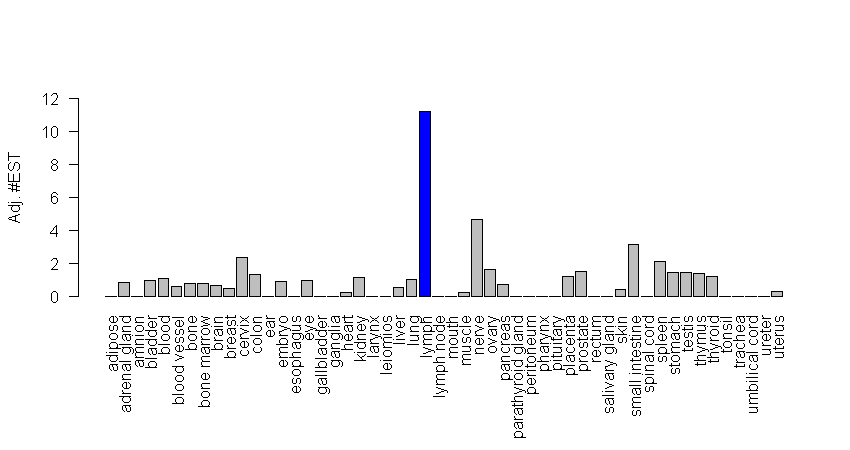 12
10
8
6
4
2
0
Adj. #EST
adipose
adrenal gland
amnion
bladder
blood
blood vessel
bone
bone marrow
brain
breast
cervix
colon
ear
embryo
esophagus
eye
gallbladder
ganglia
heart
kidney
larynx
leiomios
liver
lung
lymph
lymph node
mouth
muscle
nerve
ovary
pancreas
parathyroid gland
peritoneum
pharynx
pituitary
placenta
prostate
rectum
salivary gland
skin
small intestine
spinal cord
spleen
stomach
testis
thymus
thyroid
tonsil
trachea
umbilical cord
ureter
uterus